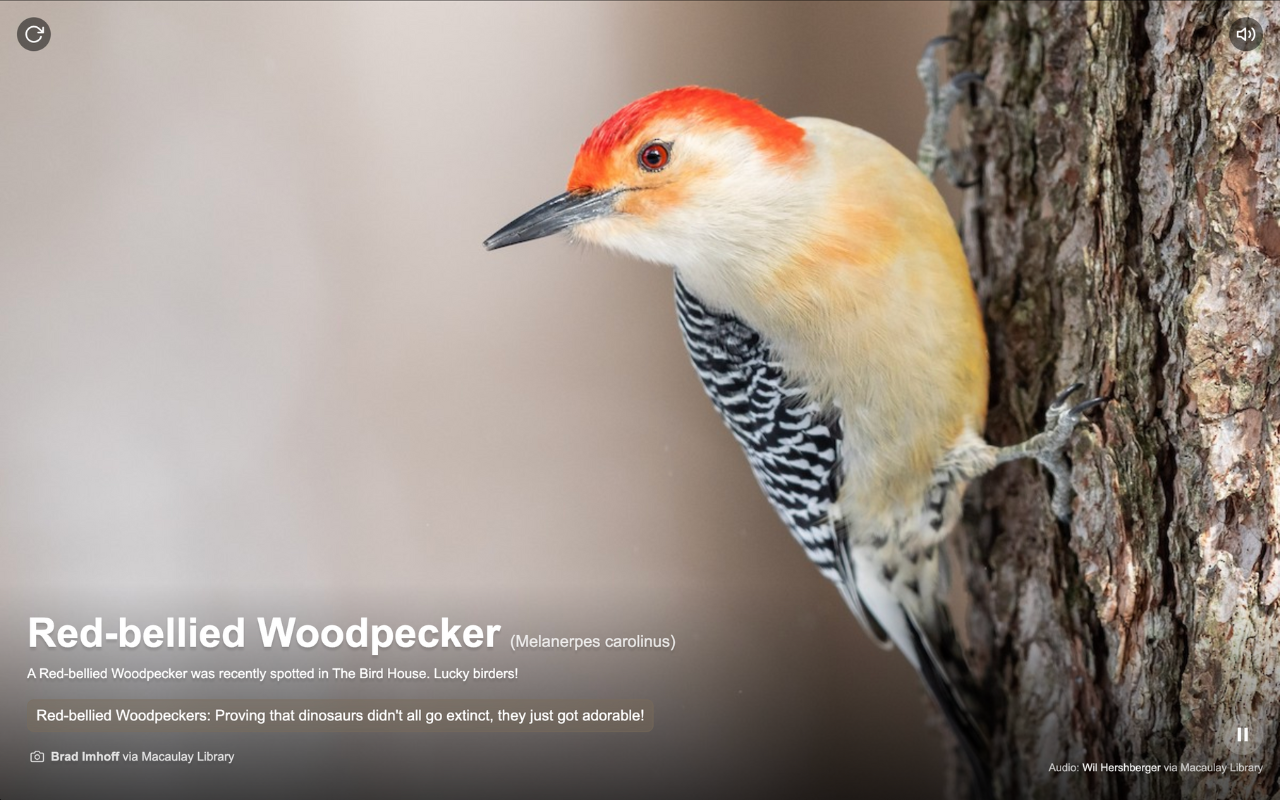 Red-bellied Woodpecker (Melanerpes carolinus)
A Red-bellied Woodpecker was recently spotted in The Bird House. Lucky birders!
Red-bellied Woodpeckers: Proving that dinosaurs didn't all go extinct, they just got adorable!
Brad Imhoff via Macaulay Library
Audio: Wil Hershberger via Macaulay Library